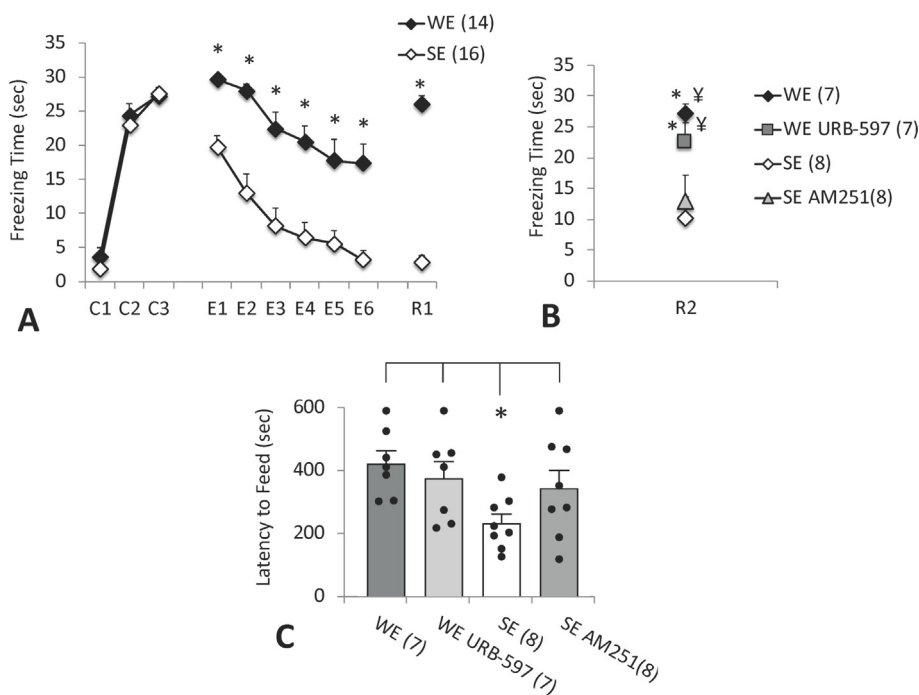 WE (14)
SE (16)
Freezing Time (sec)
35
30
25
20
15
10
5
0
* * * * * * *
C1 C2 C3 E1 E2 E3 E4 E5 E6 R1
A
Freezing Time (sec)
35
30
25
20
15
10
5
0
* ¥
* ¥
R2
WE (7)
WE URB-597 (7)
SE (8)
SE AM251(8)
B
Latency to Feed (sec)
600
400
200
0
*
WE (7)
WE URB-597 (7)
SE (8)
SE AM251(8)
C